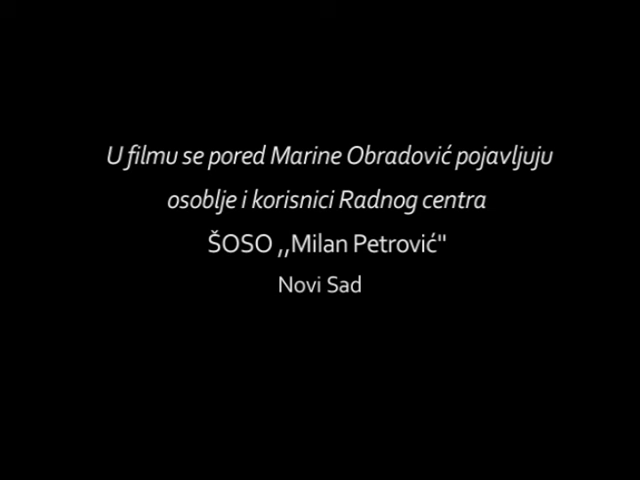 U filmu se pored Marine Obradović pojavljuju
osoblje i korisnici Radnog centra
ŠOSO ,,Milan Petrović"
Novi Sad